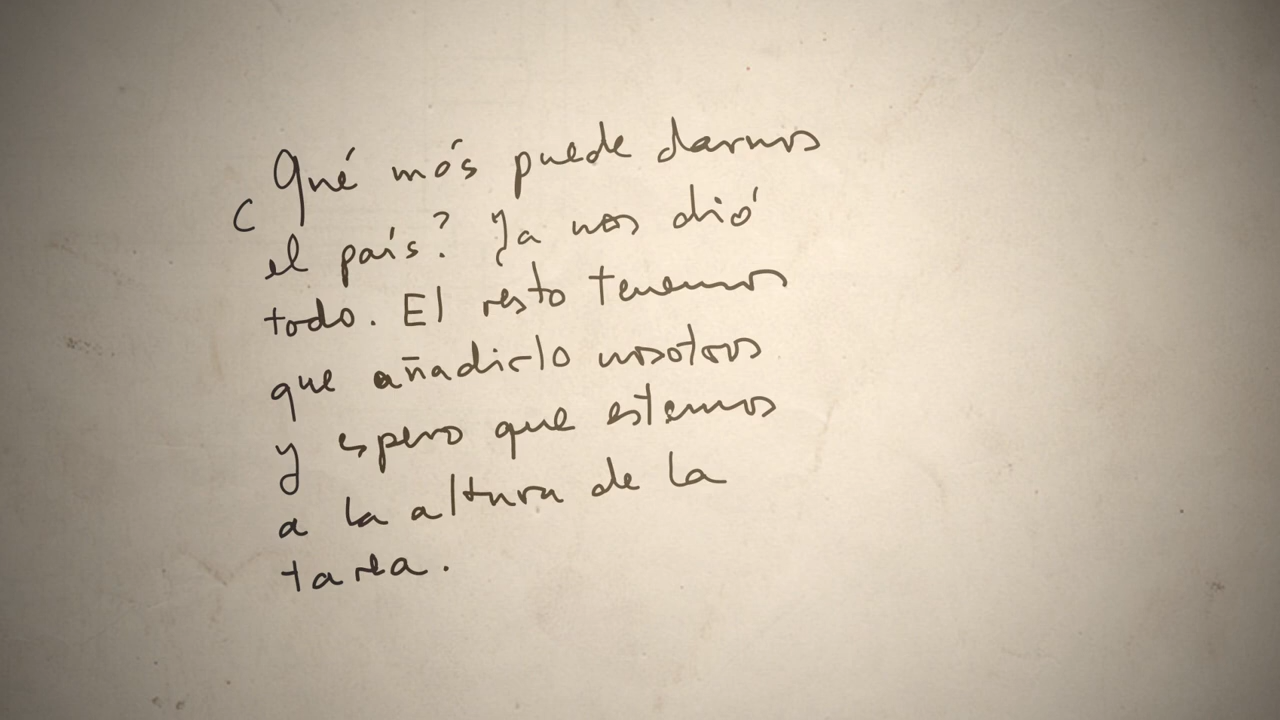 ¿Qué más puede darnos
el país? Ya nos dió
todo. El resto tenemos
que añadirlo nosotros
y espero que estemos
a la altura de la
tarea.